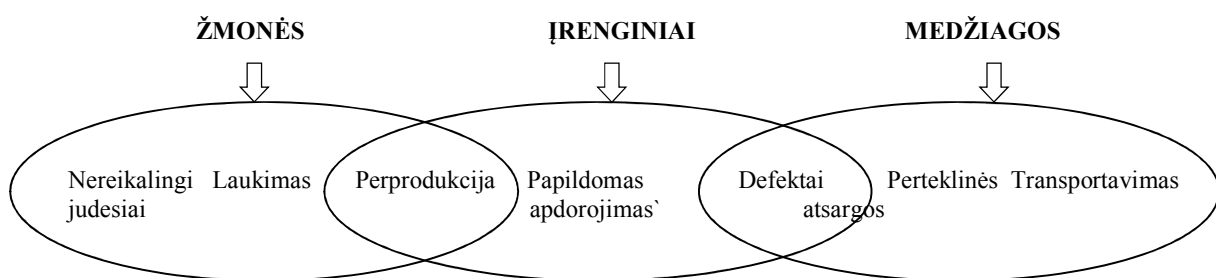 ŽMONĖS ĮRENGINIAI MEDŽIAGOS
Nereikalingi Laukimas Perprodukcija Papildomas Defektai Perteklinės Transportavimas
judesiai apdorojimas` atsargos